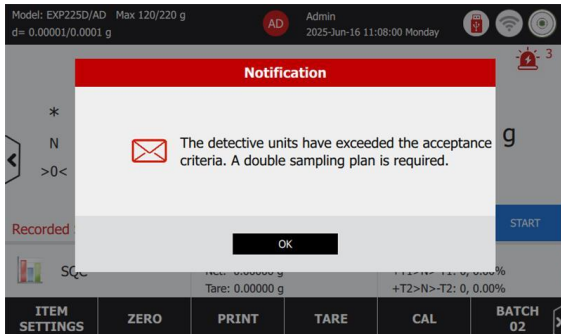 Model: EXP225D/AD Max 120/220 g
d= 0.00001/0.0001 g
AD
Admin
2025-Jun-16 11:08:00 Monday
3
Notification
*
N
>0<
g
The detective units have exceeded the acceptance
criteria. A double sampling plan is required.
OK
Recorded
START
SQC
Net: 0.00000 g
Tare: 0.00000 g
+T1>N>-T1: 0, 0.00%
+T2>N>-T2: 0, 0.00%
ITEM
SETTINGS
ZERO
PRINT
TARE
CAL
BATCH
02